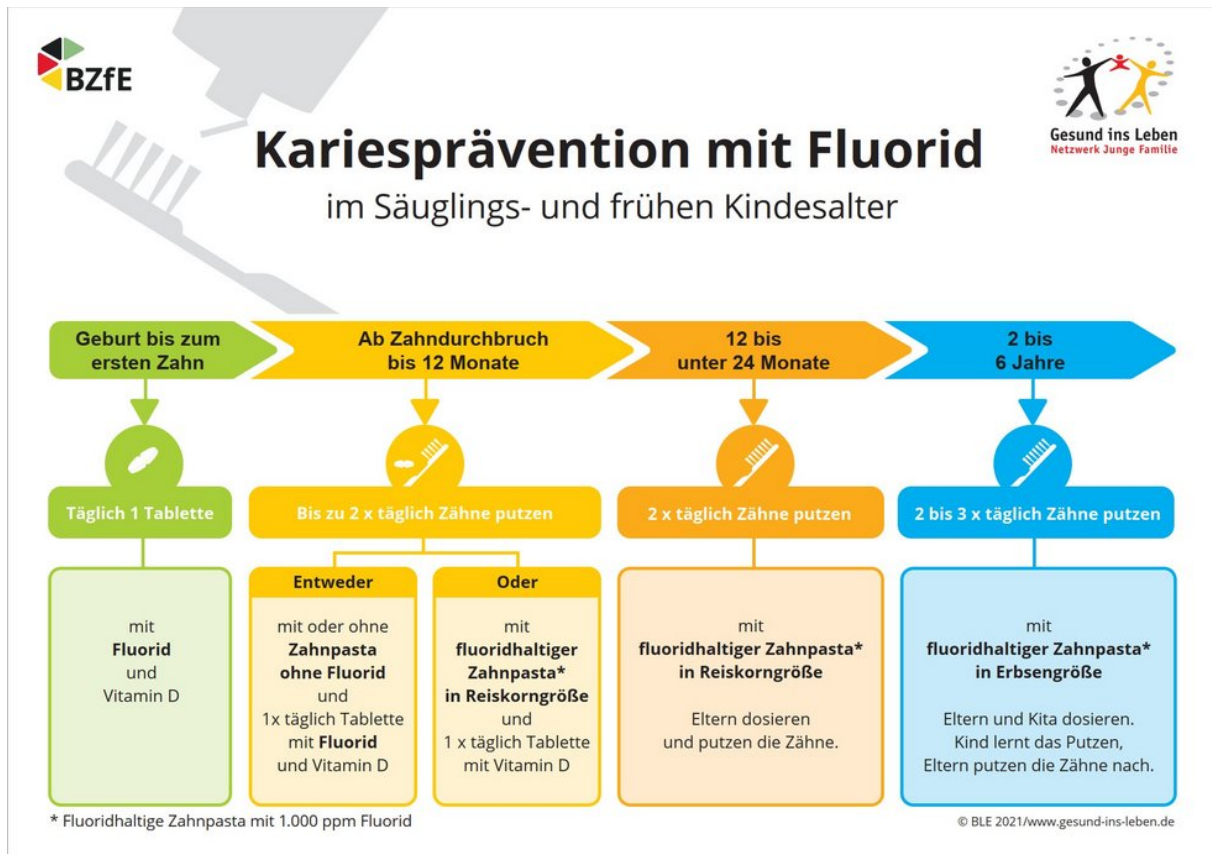 BZfE
Gesund ins Leben
Netzwerk Junge Familie
Kariesprävention mit Fluorid
im Säuglings- und frühen Kindesalter
Geburt bis zum
ersten Zahn
Ab Zahndurchbruch
bis 12 Monate
12 bis
unter 24 Monate
2 bis
6 Jahre
Täglich 1 Tablette
Bis zu 2 x täglich Zähne putzen
2 x täglich Zähne putzen
2 bis 3 x täglich Zähne putzen
mit
Fluorid
und
Vitamin D
Entweder
mit oder ohne
Zahnpasta
ohne Fluorid
und
1x täglich Tablette
mit Fluorid
und Vitamin D
Oder
mit
fluoridhaltiger
Zahnpasta*
in Reiskorngröße
und
1 x täglich Tablette
mit Vitamin D
mit
fluoridhaltiger Zahnpasta*
in Reiskorngröße
Eltern dosieren
und putzen die Zähne.
mit
fluoridhaltiger Zahnpasta*
in Erbsengröße
Eltern und Kita dosieren.
Kind lernt das Putzen,
Eltern putzen die Zähne nach.
* Fluoridhaltige Zahnpasta mit 1.000 ppm Fluorid
© BLE 2021/www.gesund-ins-leben.de